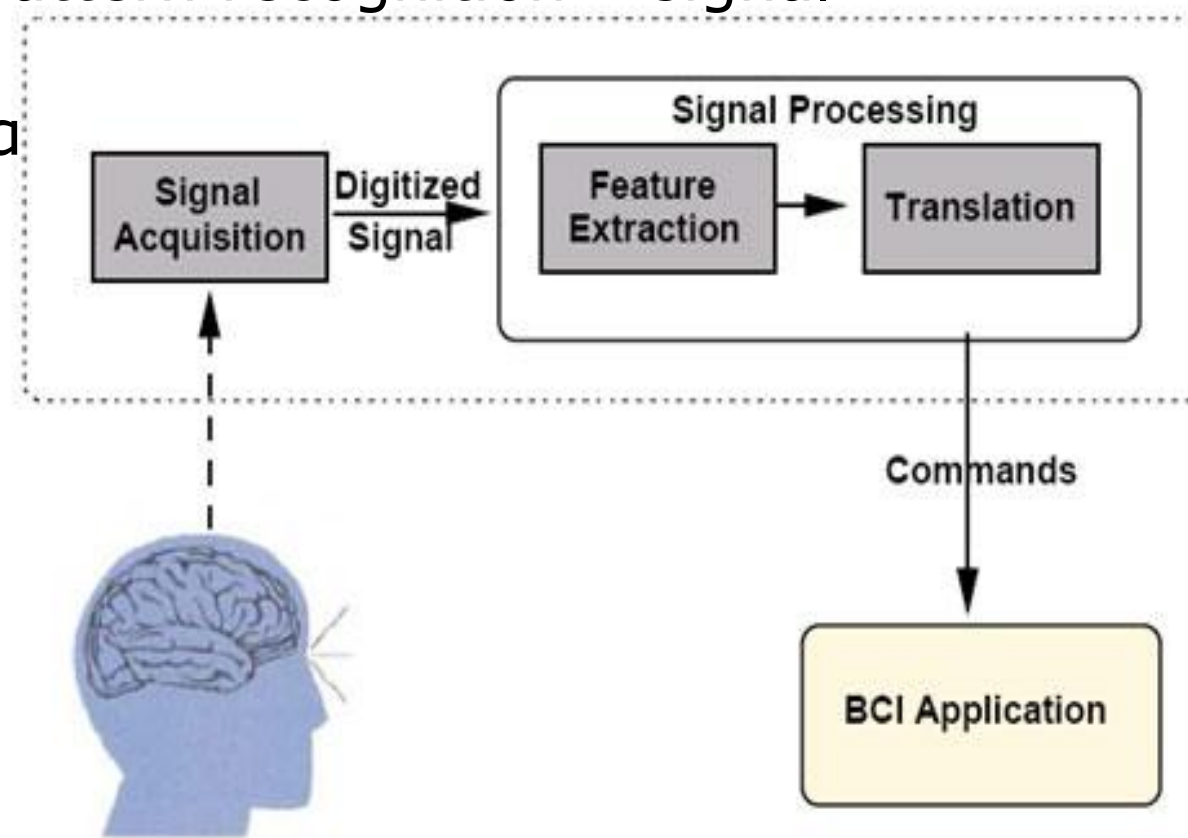 Signal Processing
Signal
Acquisition
Digitized
Signal
Feature
Extraction
Translation
Commands
BCI Application